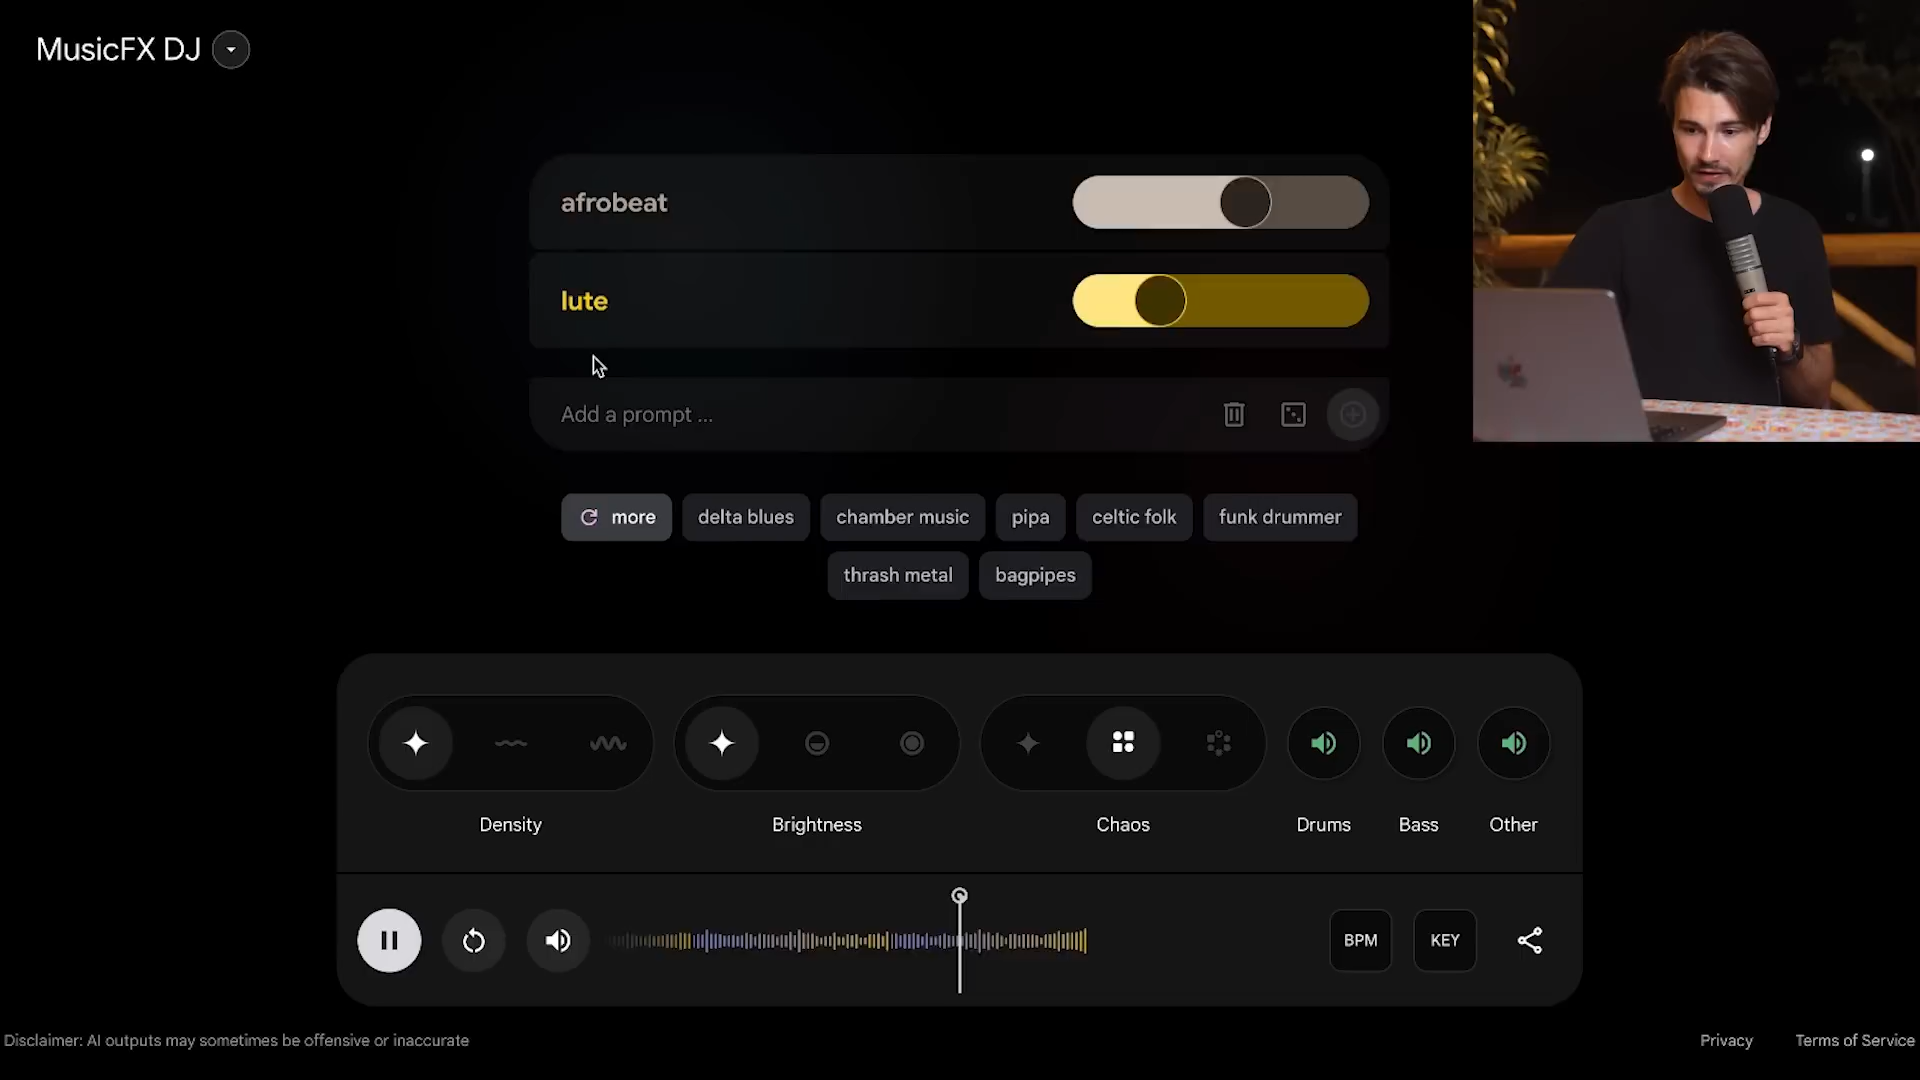 MusicFX DJ
afrobeat
lute
Add a prompt ...
more
delta blues
chamber music
pipa
celtic folk
funk drummer
thrash metal
bagpipes
Density
Brightness
Chaos
Drums
Bass
Other
BPM
KEY
Disclaimer: AI outputs may sometimes be offensive or inaccurate
Privacy
Terms of Service